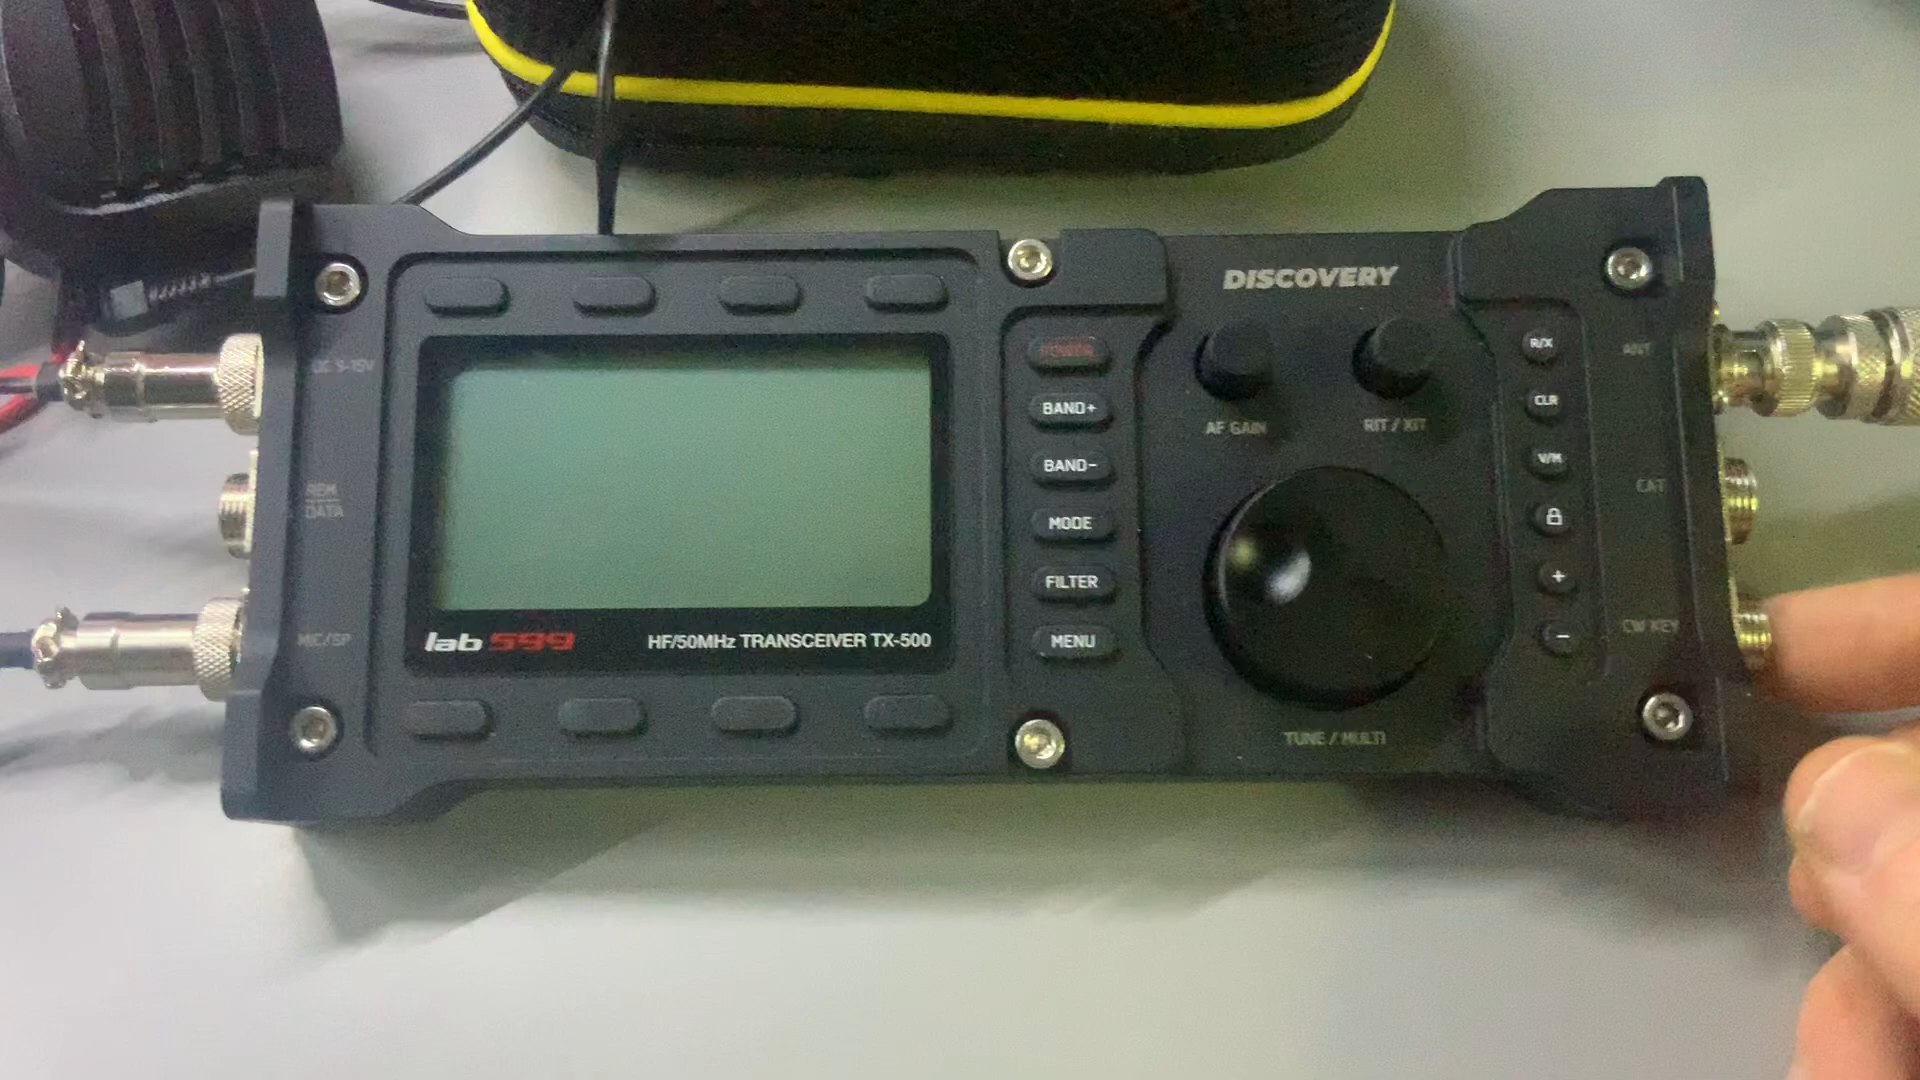 DISCOVERY
DC 9-15V
REM
DATA
MIC/SP
lab 599
HF/50MHz TRANSCEIVER TX-500
POWER
BAND+
BAND-
MODE
FILTER
MENU
AF GAIN
RIT / XIT
TUNE / MULTI
R/X
CLR
V/M
+
-
ANT
CAT
CW KEY